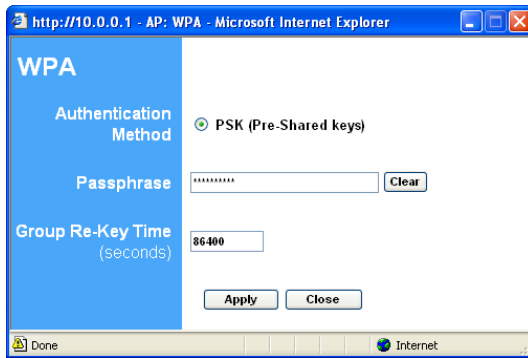 http://10.0.0.1 - AP: WPA - Microsoft Internet Explorer
WPA
Authentication
Method
PSK (Pre-Shared keys)
Passphrase
**********
Clear
Group Re-Key Time
(seconds)
86400
Apply
Close
Done
Internet